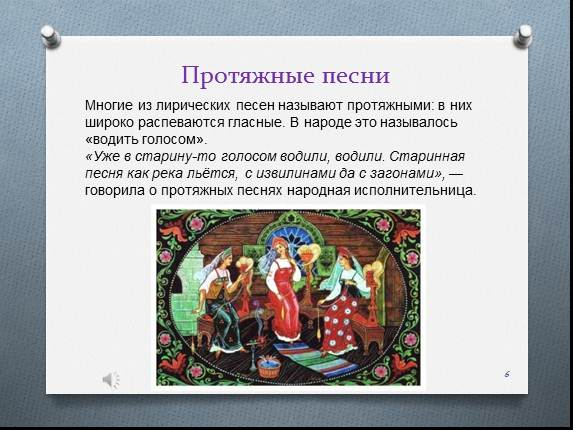 Протяжные песни
Многие из лирических песен называют протяжными: в них
широко распеваются гласные. В народе это называлось
«водить голосом».
«Уже в старину-то голосом водили, водили. Старинная
песня как река льётся, с извилинами да с загонами», —
говорила о протяжных песнях народная исполнительница.
6